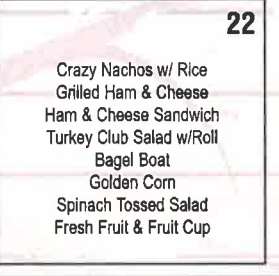 22
Crazy Nachos w/ Rice
Grilled Ham & Cheese
Ham & Cheese Sandwich
Turkey Club Salad w/Roll
Bagel Boat
Golden Corn
Spinach Tossed Salad
Fresh Fruit & Fruit Cup